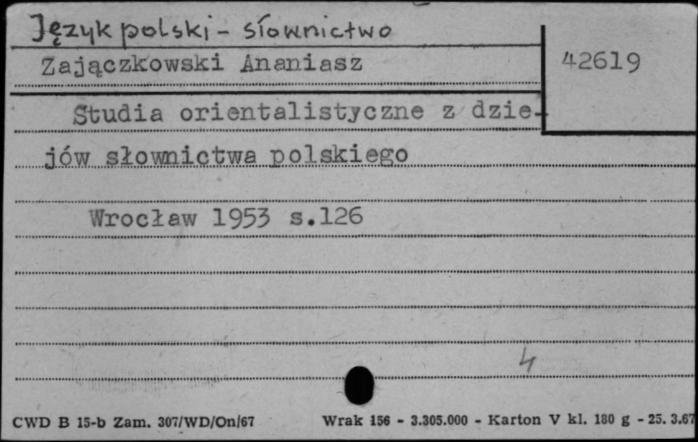 Język polski - słownictwo
Zajączkowski Ananiasz
42619
Studia orientalistyczne z dzie-
jów słownictwa polskiego
Wrocław 1953 s.126
4
CWD B 15-b Zam. 307/WD/On/67 Wrak 156 - 3.305.000 - Karton V kl. 180 g - 25. 3.67